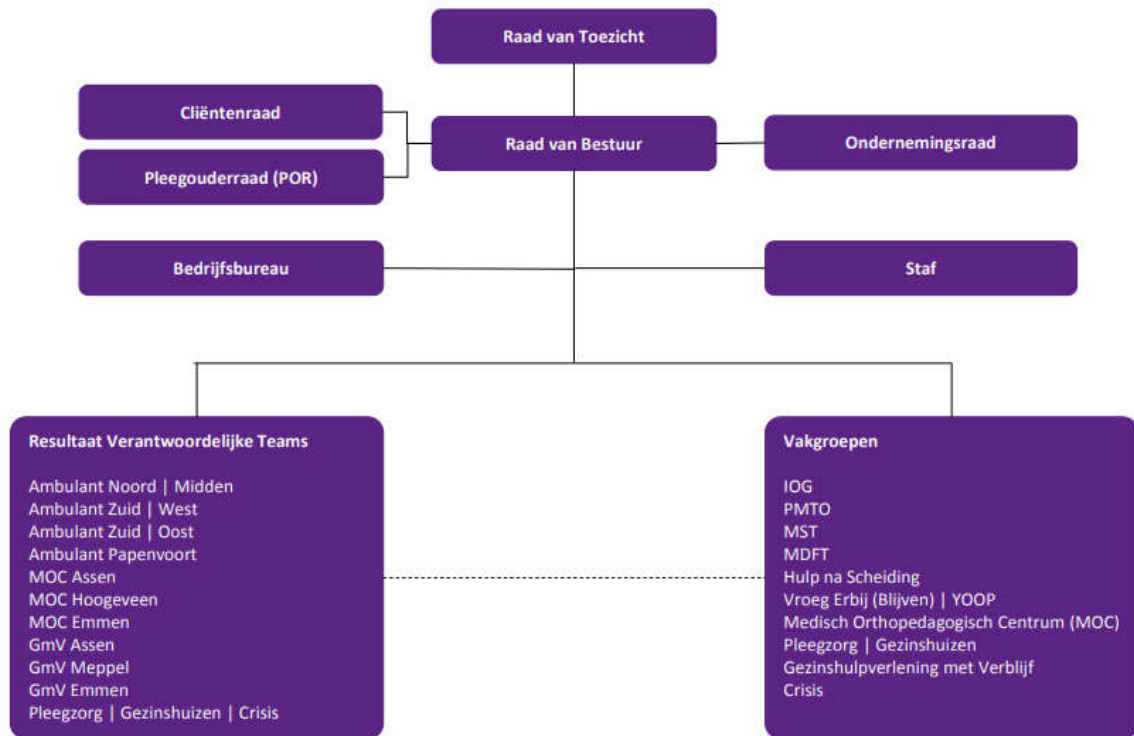 Raad van Toezicht
Cliëntenraad
Raad van Bestuur
Ondernemingsraad
Pleegouderraad (POR)
Bedrijfsbureau
Staf
Resultaat Verantwoordelijke Teams
Ambulant Noord | Midden
Ambulant Zuid | West
Ambulant Zuid | Oost
Ambulant Papenvoort
MOC Assen
MOC Hoogeveen
MOC Emmen
GmV Assen
GmV Meppel
GmV Emmen
Pleegzorg | Gezinshuizen | Crisis
Vakgroepen
IOG
PMTO
MST
MDFT
Hulp na Scheiding
Vroeg Erbij (Blijven) | YOOP
Medisch Orthopedagogisch Centrum (MOC)
Pleegzorg | Gezinshuizen
Gezinshulpverlening met Verblijf
Crisis